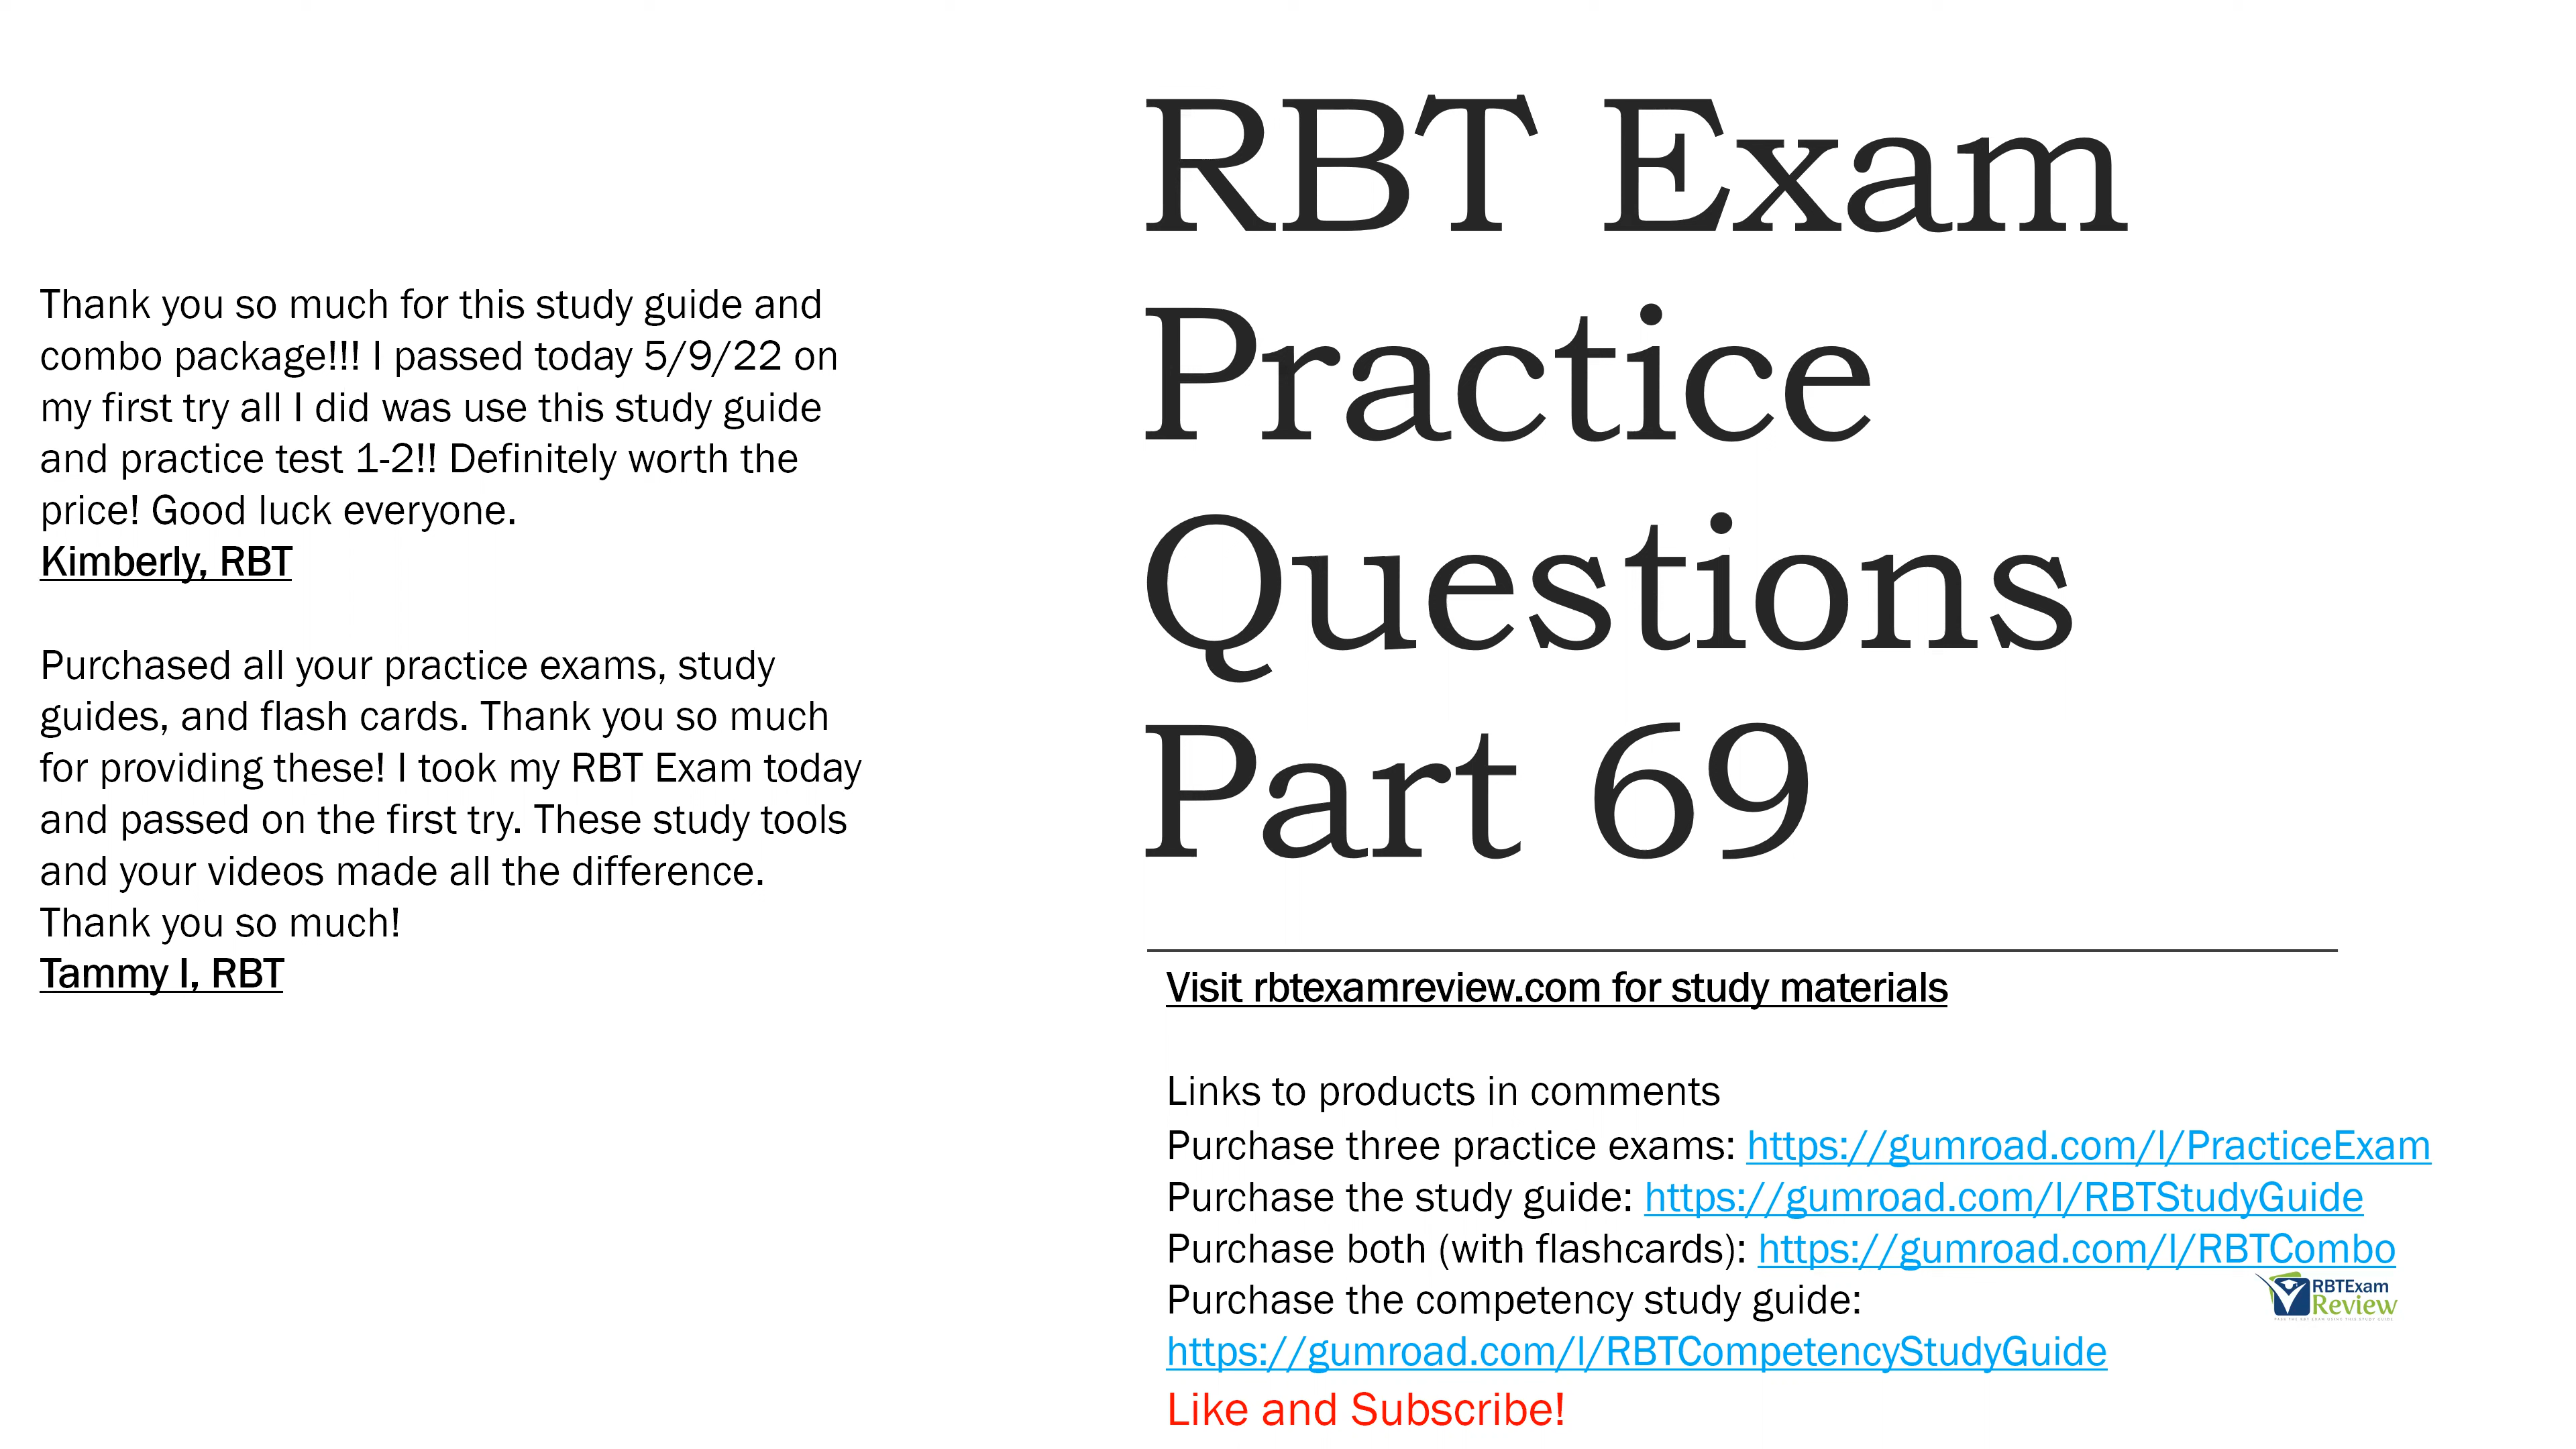 RBT Exam
Practice
Questions
Part 69
Thank you so much for this study guide and
combo package!!! I passed today 5/9/22 on
my first try all I did was use this study guide
and practice test 1-2!! Definitely worth the
price! Good luck everyone.
Kimberly, RBT
Purchased all your practice exams, study
guides, and flash cards. Thank you so much
for providing these! I took my RBT Exam today
and passed on the first try. These study tools
and your videos made all the difference.
Thank you so much!
Tammy I, RBT
Visit rbtexamreview.com for study materials
Links to products in comments
Purchase three practice exams: https://gumroad.com/l/PracticeExam
Purchase the study guide: https://gumroad.com/l/RBTStudyGuide
Purchase both (with flashcards): https://gumroad.com/l/RBTCombo
Purchase the competency study guide:
https://gumroad.com/l/RBTCompetencyStudyGuide
Like and Subscribe!
RBTExam
Review